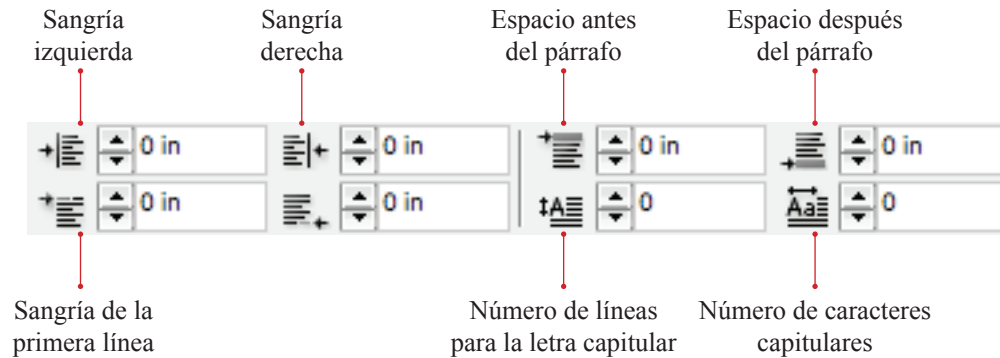 Sangría
izquierda
Sangría
derecha
Espacio antes
del párrafo
Espacio después
del párrafo
0 in
0 in
0 in
0 in
0 in
0 in
0
0
Sangría de la
primera línea
Número de líneas
para la letra capitular
Número de caracteres
capitulares